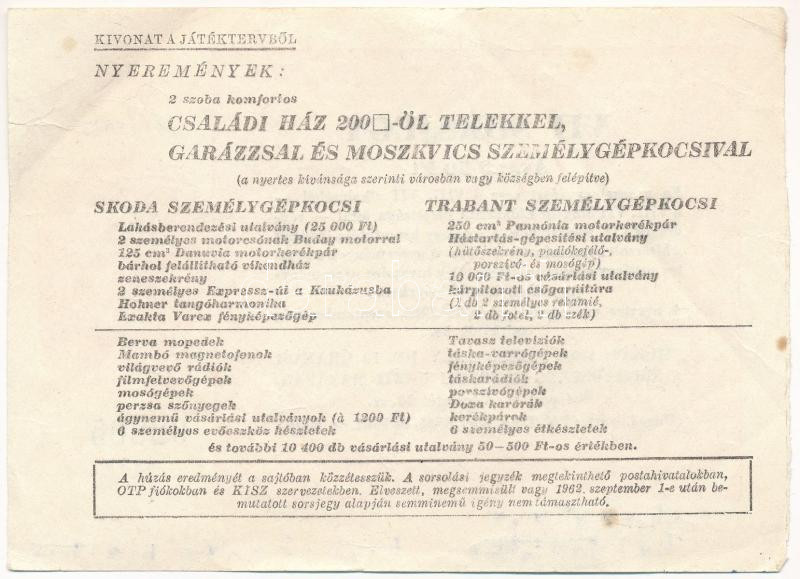 KIVONAT A JÁTÉKTERVBŐL
NYEREMÉNYEK:
2 szoba komfortos
CSALÁDI HÁZ 200□-ÖL TELEKKEL,
GARÁZZSAL ÉS MOSZKVICS SZEMÉLYGÉPKOCSIVAL
(a nyertes kívánsága szerinti városban vagy községben felépítve)
SKODA SZEMÉLYGÉPKOCSI
Lakásberendezési utalvány (25 000 Ft)
2 személyes motorcsónak Buday motorral
125 cm³ Danuvia motorkerékpár
bárhol felállítható víkendház
zeneszekrény
2 személyes Expressz-út a Kaukázusba
Hohner tangóharmonika
Exakta Varex fényképezőgép
TRABANT SZEMÉLYGÉPKOCSI
250 cm³ Pannónia motorkerékpár
Háztartás-gépesítési utalvány
(hűtőszekrény, padlókefélő-,
porszívó- és mosógép)
10 000 Ft-os vásárlási utalvány
kárpitozott csőgarnitúra
(1 db 2 személyes rekamié,
2 db fotel, 2 db szék)
Berva mopedek
Mambó magnetofonok
világvevő rádiók
filmfelvevőgépek
mosógépek
perzsa szőnyegek
ágynemű vásárlási utalványok (à 1200 Ft)
6 személyes evőeszköz készletek
Tavasz televíziók
táska-varrógépek
fényképezőgépek
táskarádiók
porszívógépek
Doxa karórák
kerékpárok
6 személyes étkészletek
és további 10 400 db vásárlási utalvány 50—500 Ft-os értékben.
A húzás eredményét a sajtóban közzétesszük. A sorsolási jegyzék megtekinthető postahivatalokban,
OTP fiókokban és KISZ szervezetekben. Elveszett, megsemmisült vagy 1962. szeptember 1-e után be-
mutatott sorsjegy alapján semminemű igény nem támasztható.